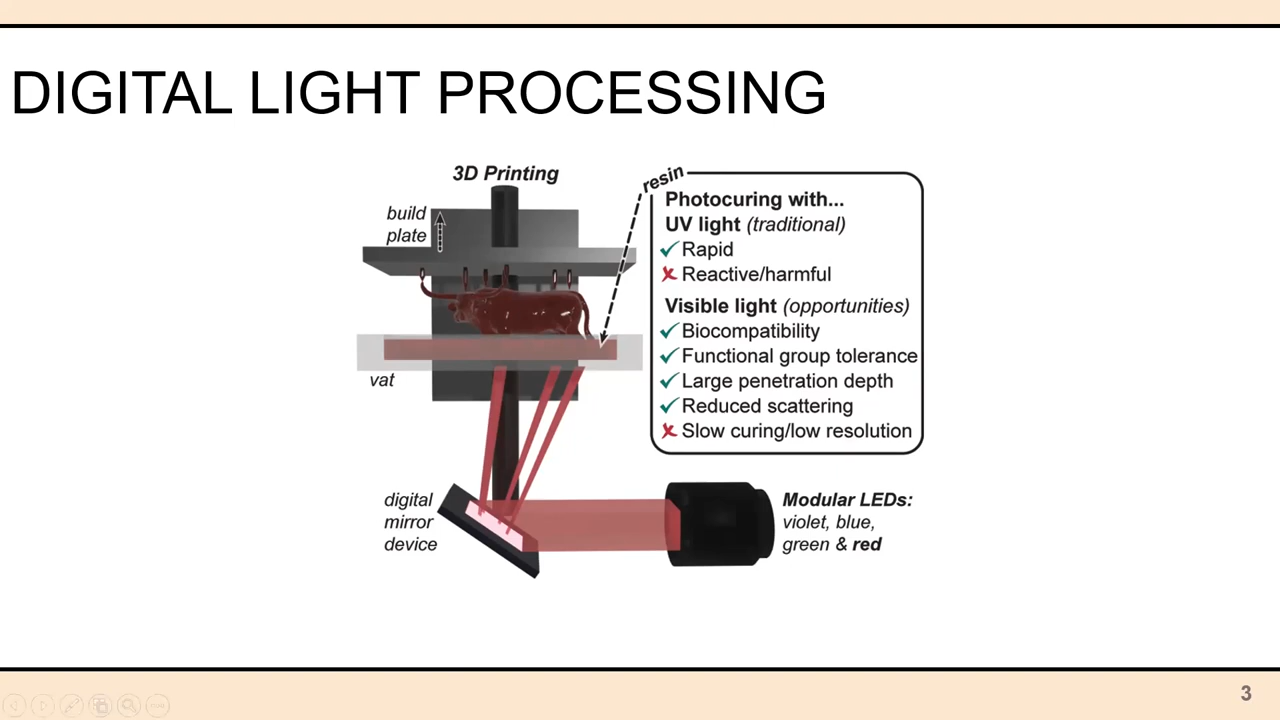 DIGITAL LIGHT PROCESSING
3D Printing
build
plate
vat
resin
Photocuring with...
UV light (traditional)
Rapid
Reactive/harmful
Visible light (opportunities)
Biocompatibility
Functional group tolerance
Large penetration depth
Reduced scattering
Slow curing/low resolution
digital
mirror
device
Modular LEDs:
violet, blue,
green & red
3